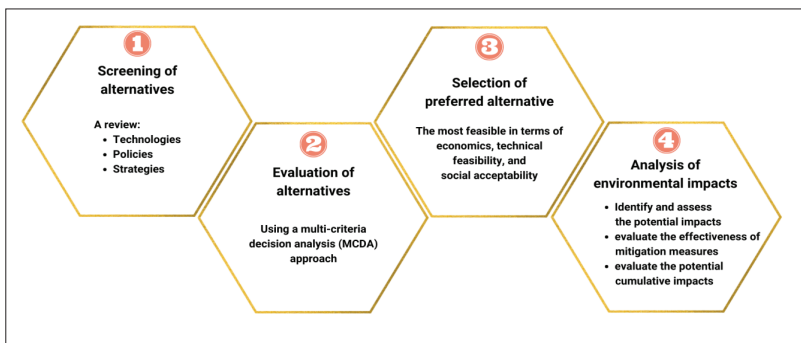 1
Screening of
alternatives
A review:
• Technologies
• Policies
• Strategies
2
Evaluation of
alternatives
Using a multi-criteria
decision analysis (MCDA)
approach
3
Selection of
preferred alternative
The most feasible in terms of
economics, technical
feasibility, and
social acceptability
4
Analysis of
environmental impacts
• Identify and assess
the potential impacts
• evaluate the effectiveness of
mitigation measures
• evaluate the potential
cumulative impacts